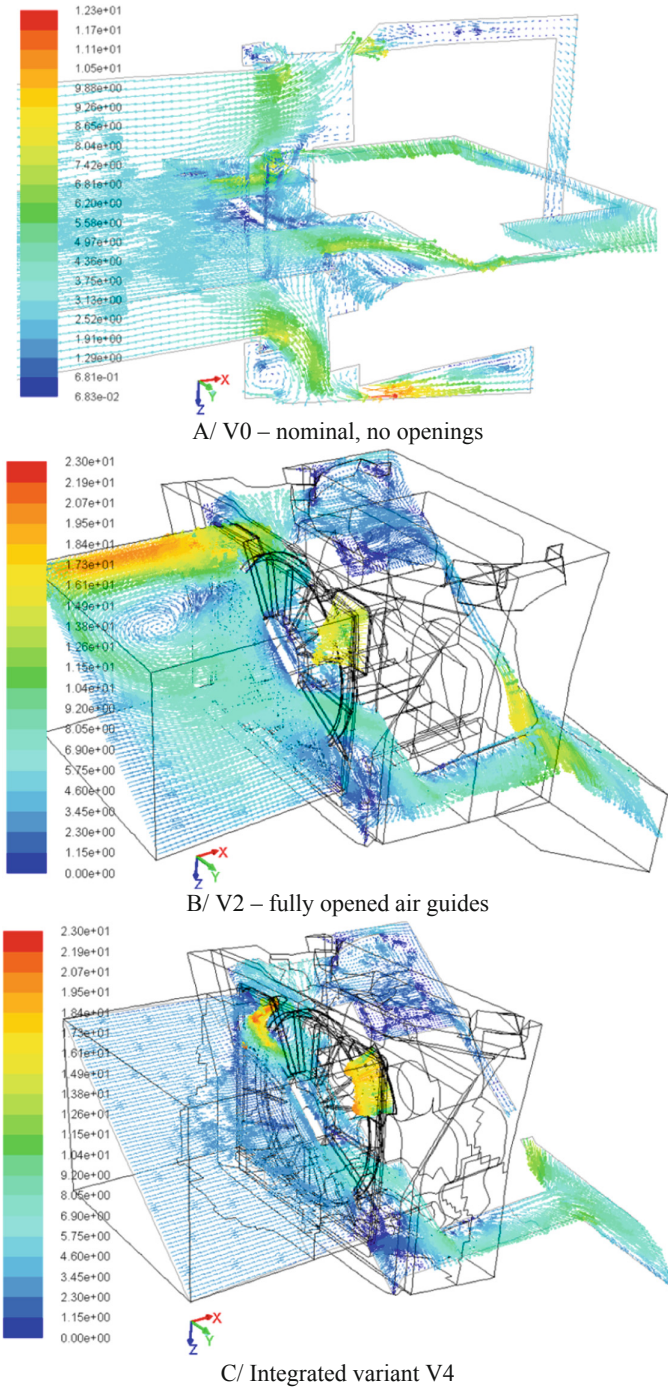 1.23e+01
1.17e+01
1.11e+01
1.05e+01
9.88e+00
9.26e+00
8.65e+00
8.04e+00
7.42e+00
6.81e+00
6.20e+00
5.58e+00
4.97e+00
4.36e+00
3.75e+00
3.13e+00
2.52e+00
1.90e+00
1.29e+00
6.81e-01
6.83e-02
X
Y
Z
A/ V0 – nominal, no openings
2.30e+01
2.19e+01
2.07e+01
1.95e+01
1.84e+01
1.73e+01
1.61e+01
1.49e+01
1.38e+01
1.26e+01
1.15e+01
1.04e+01
9.20e+00
8.05e+00
6.90e+00
5.75e+00
4.60e+00
3.45e+00
2.30e+00
1.15e+00
0.00e+00
X
Y
Z
B/ V2 – fully opened air guides
2.30e+01
2.19e+01
2.07e+01
1.95e+01
1.84e+01
1.73e+01
1.61e+01
1.49e+01
1.38e+01
1.26e+01
1.15e+01
1.04e+01
9.20e+00
8.05e+00
6.90e+00
5.75e+00
4.60e+00
3.45e+00
2.30e+00
1.15e+00
0.00e+00
X
Y
Z
C/ Integrated variant V4